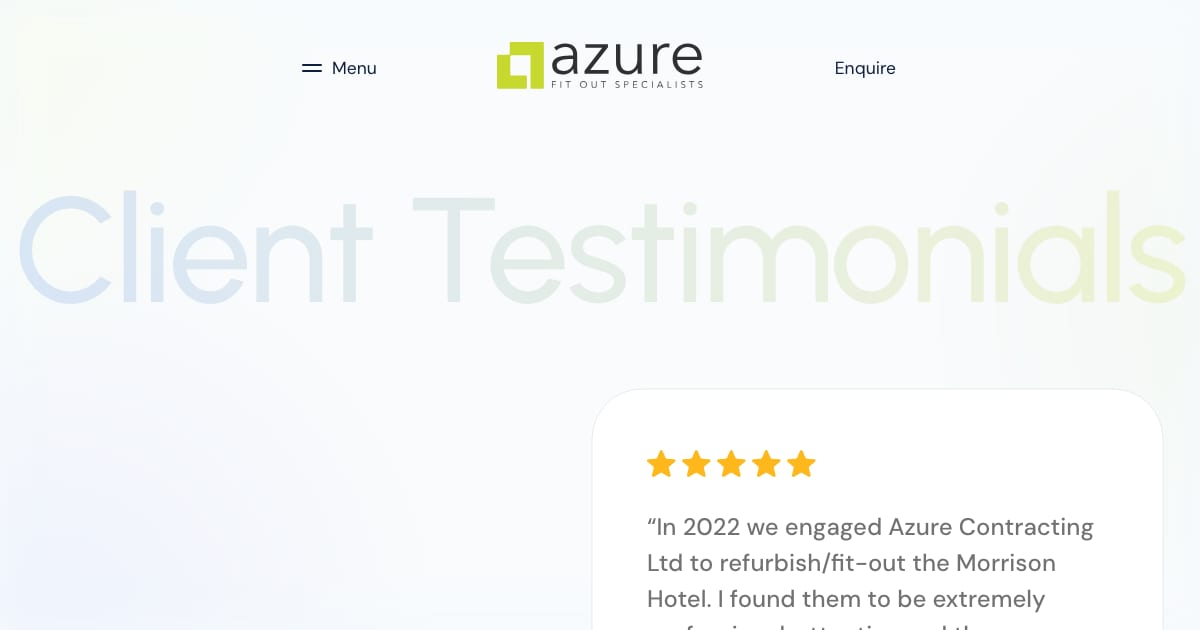 Menu
azure
FIT OUT SPECIALISTS
Enquire
Client Testimonials
“In 2022 we engaged Azure Contracting
Ltd to refurbish/fit-out the Morrison
Hotel. I found them to be extremely